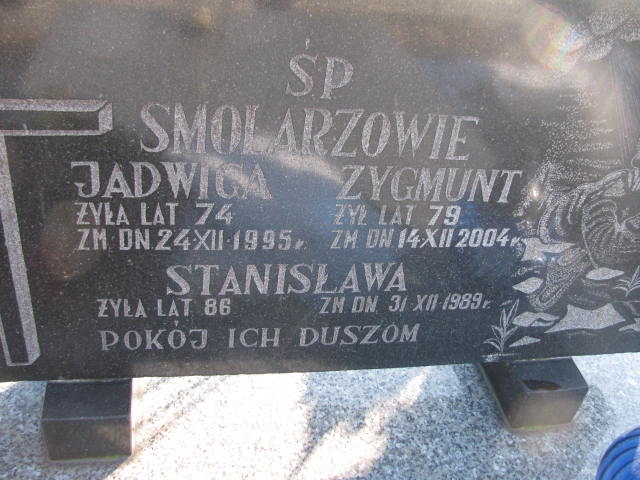 ŚP
SMOLARZOWIE
JADWIGA ZYGMUNT
ŻYŁA LAT 74 ŻYŁ LAT 79
ZM DN 24·XII·1995 r. ZM DN 14·XII 2004 r.
STANISŁAWA
ŻYŁA LAT 86 ZM DN 31·XII·1989 r.
POKÓJ ICH DUSZOM